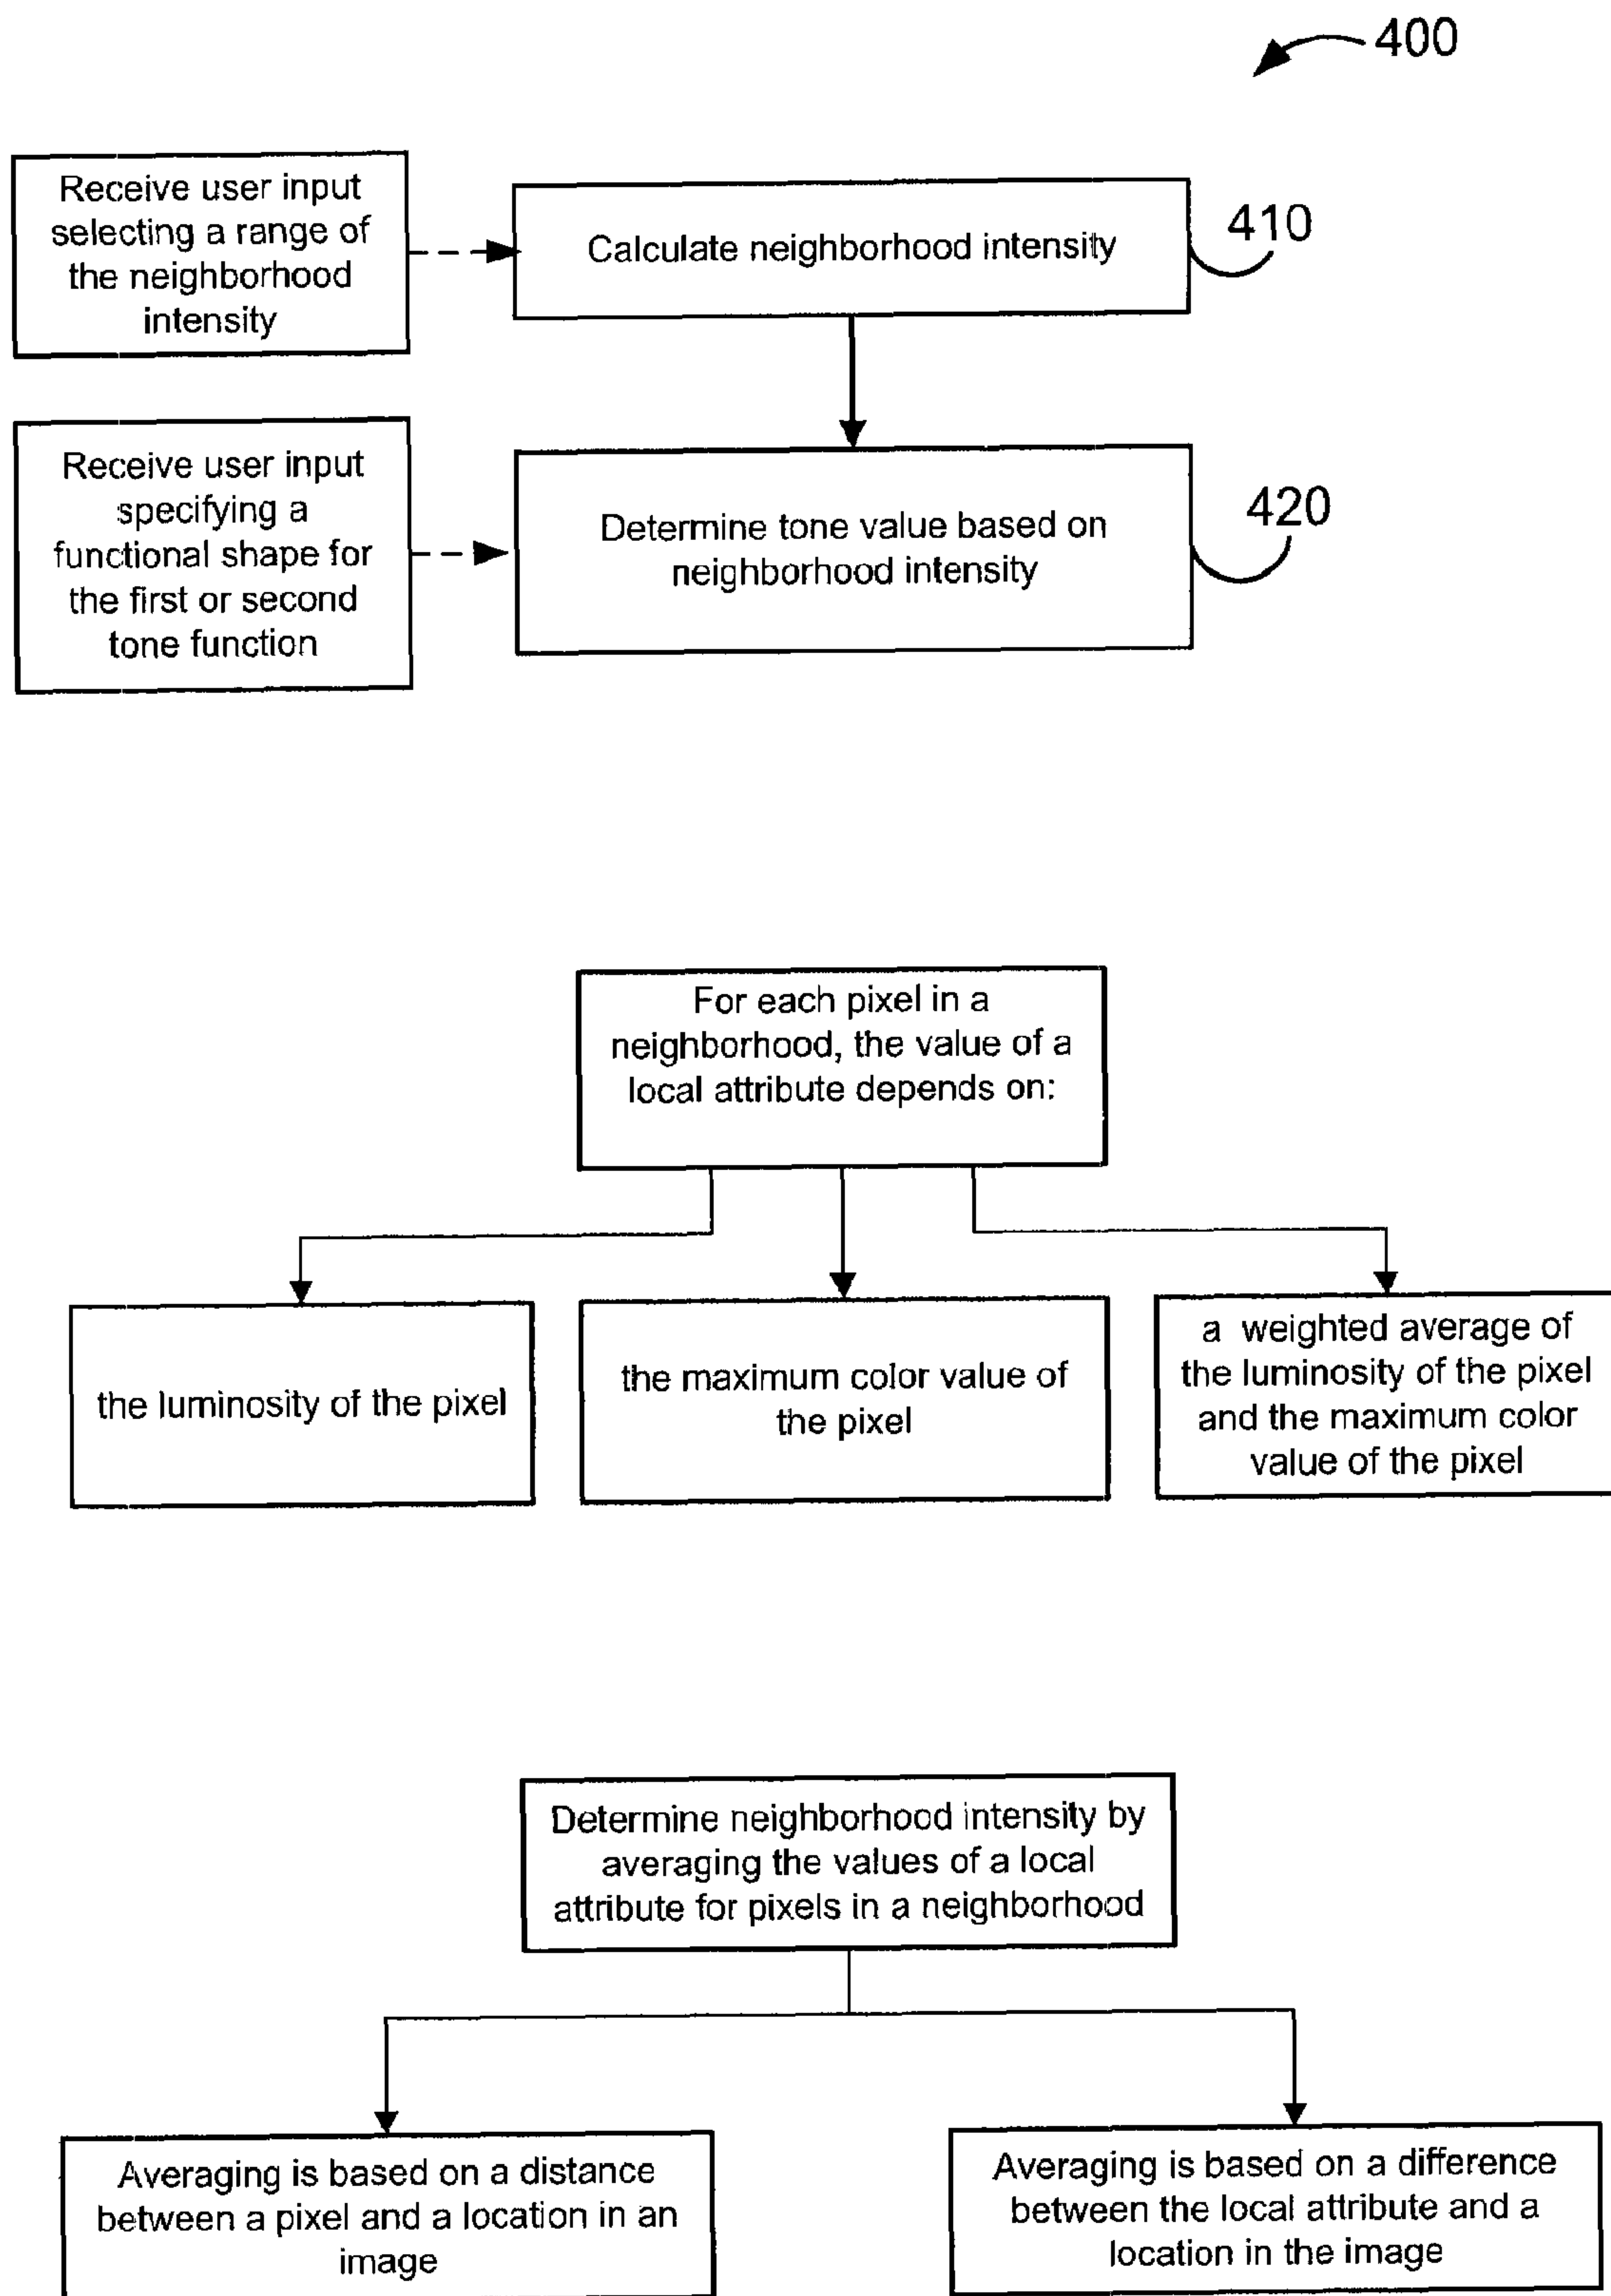 400
Receive user input
selecting a range of
the neighborhood
intensity
Calculate neighborhood intensity
410
Receive user input
specifying a
functional shape for
the first or second
tone function
Determine tone value based on
neighborhood intensity
420
For each pixel in a
neighborhood, the value of a
local attribute depends on:
the luminosity of the pixel
the maximum color value of
the pixel
a weighted average of
the luminosity of the pixel
and the maximum color
value of the pixel
Determine neighborhood intensity by
averaging the values of a local
attribute for pixels in a neighborhood
Averaging is based on a distance
between a pixel and a location in an
image
Averaging is based on a difference
between the local attribute and a
location in the image